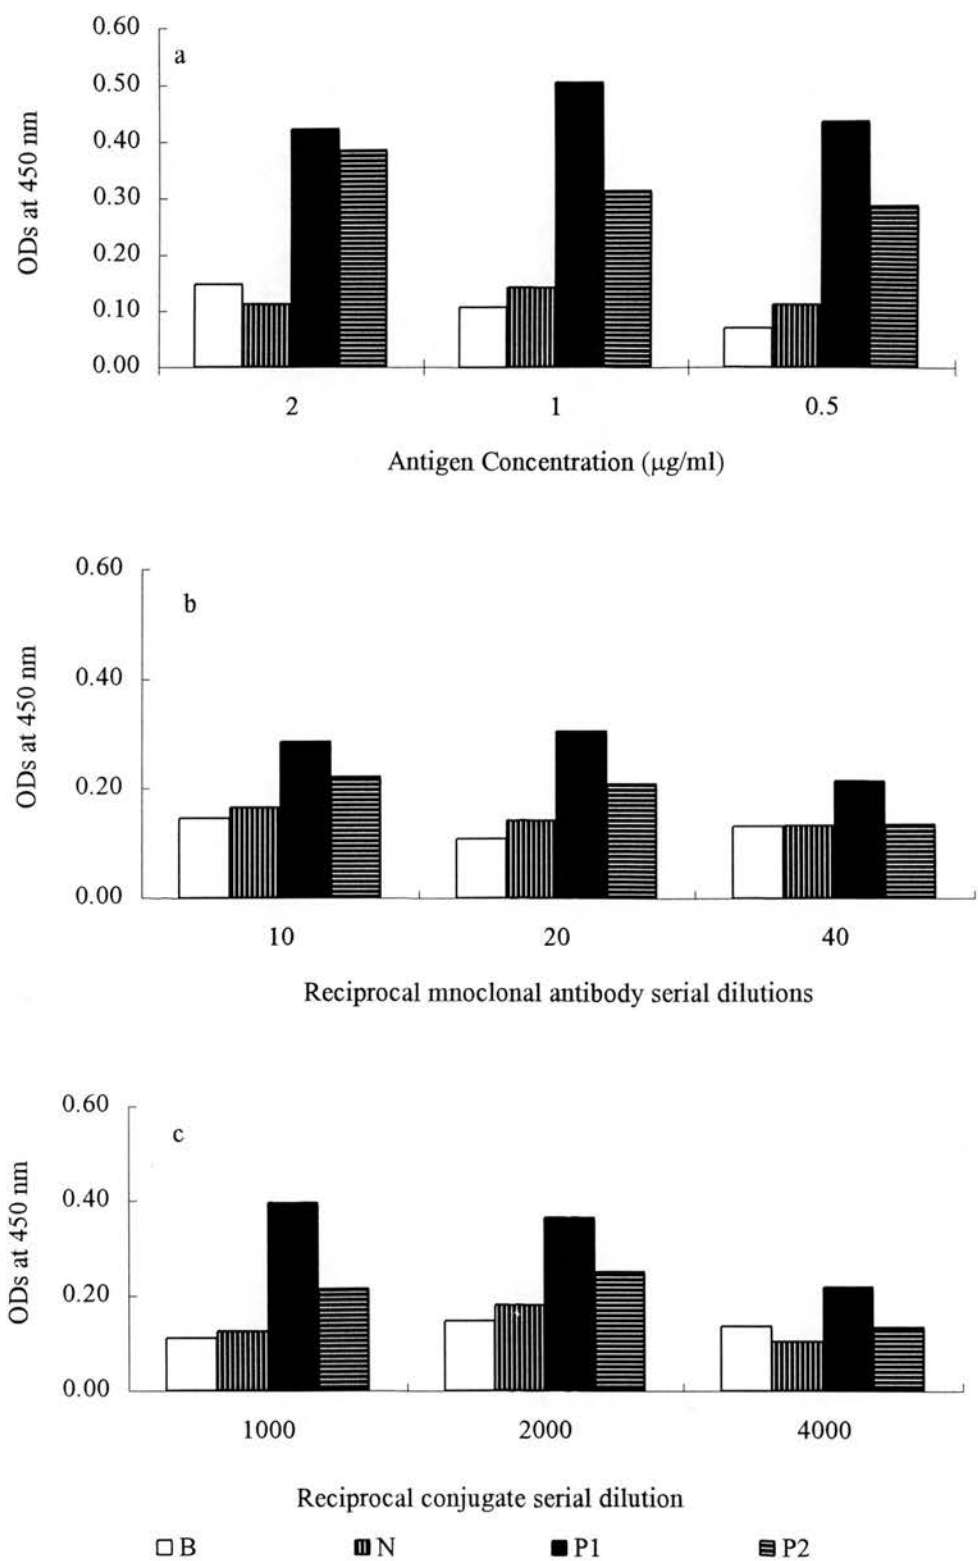 0.60
a
0.50
0.40
0.30
0.20
0.10
0.00
ODs at 450 nm
2 1 0.5
Antigen Concentration (µg/ml)
0.60
b
0.40
0.20
0.00
ODs at 450 nm
10 20 40
Reciprocal mnoclonal antibody serial dilutions
0.60
c
0.40
0.20
0.00
ODs at 450 nm
1000 2000 4000
Reciprocal conjugate serial dilution
B N P1 P2